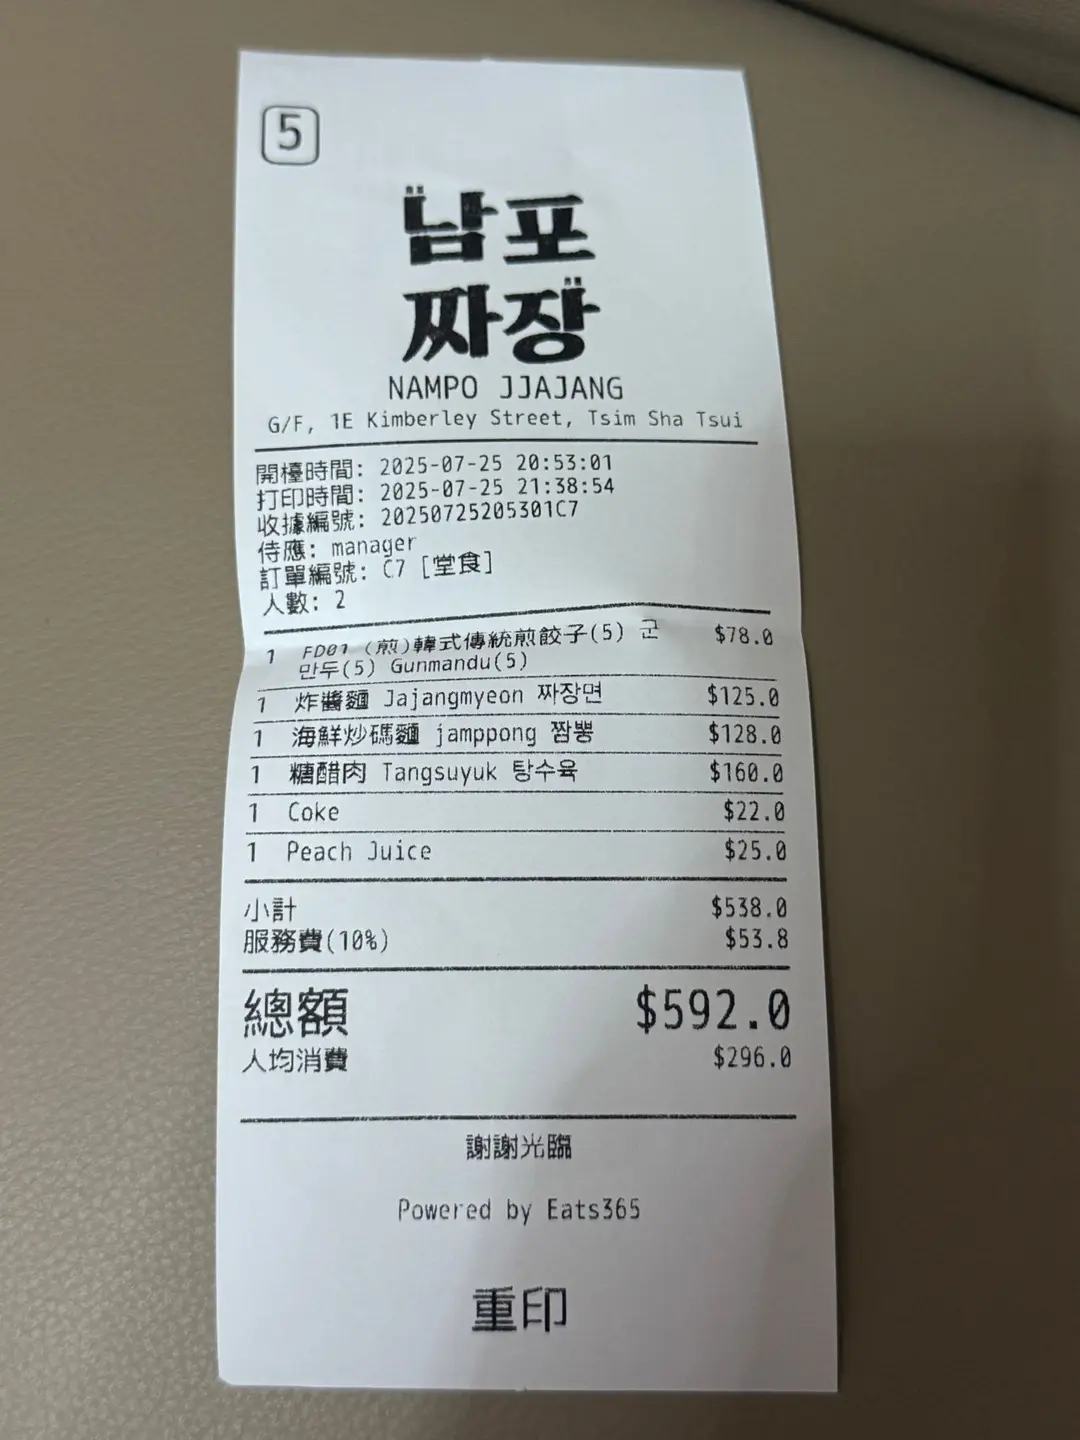 5
남포
짜장
NAMPO JJAJANG
G/F, 1E Kimberley Street, Tsim Sha Tsui
開檯時間: 2025-07-25 20:53:01
打印時間: 2025-07-25 21:38:54
收據編號: 20250725205301C7
侍應: manager
訂單編號: C7 [堂食]
人數: 2
1 FD01 (煎)韓式傳統煎餃子(5) 군 $78.0
만두(5) Gunmandu(5)
1 炸醬麵 Jajangmyeon 짜장면 $125.0
1 海鮮炒碼麵 jamppong 짬뽕 $128.0
1 糖醋肉 Tangsuyuk 탕수육 $160.0
1 Coke $22.0
1 Peach Juice $25.0
小計 $538.0
服務費(10%) $53.8
總額 $592.0
人均消費 $296.0
謝謝光臨
Powered by Eats365
重印